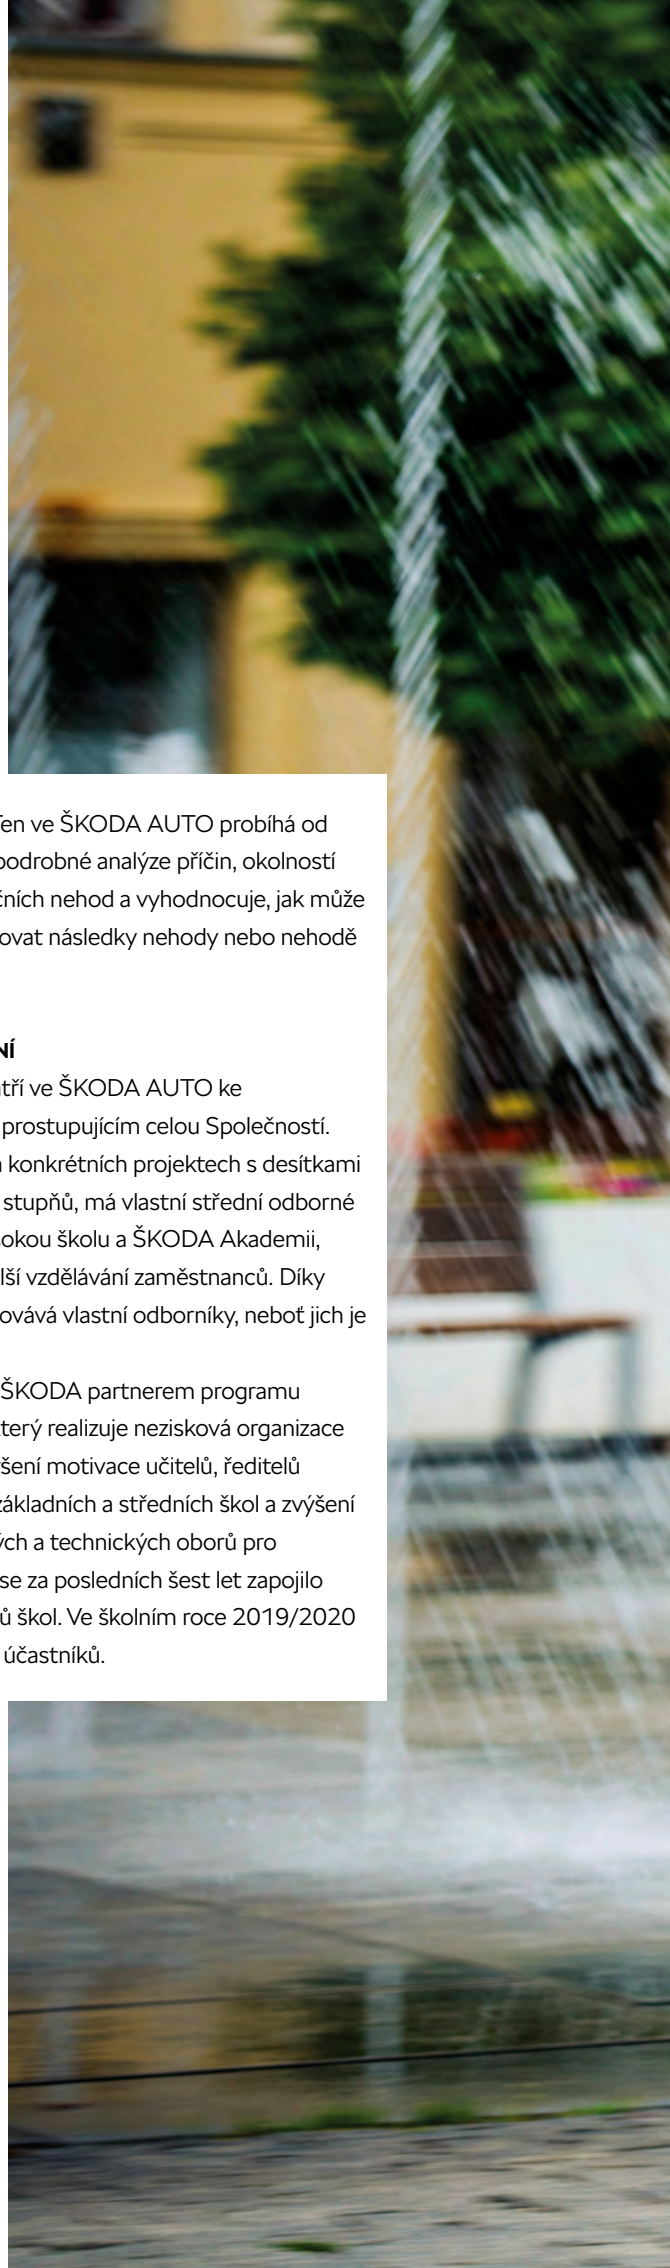 Ten ve ŠKODA AUTO probíhá od
podrobné analýze příčin, okolností
čních nehod a vyhodnocuje, jak může
ovat následky nehody nebo nehodě
NÍ
tří ve ŠKODA AUTO ke
prostupujícím celou Společností.
konkrétních projektech s desítkami
stupňů, má vlastní střední odborné
okou školu a ŠKODA Akademii,
lší vzdělávání zaměstnanců. Díky
ovává vlastní odborníky, neboť jich je
ŠKODA partnerem programu
terý realizuje nezisková organizace
šení motivace učitelů, ředitelů
základních a středních škol a zvýšení
ých a technických oborů pro
se za posledních šest let zapojilo
ů škol. Ve školním roce 2019/2020
účastníků.